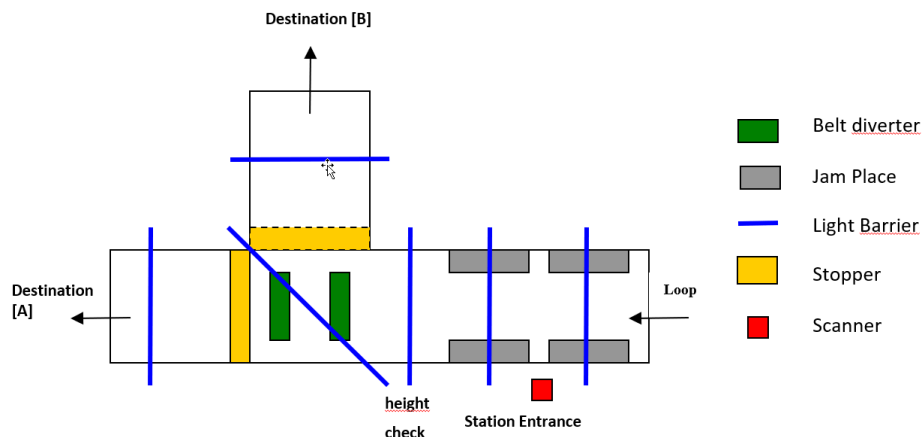 Destination [B]
Belt diverter
Jam Place
Light Barrier
Stopper
Scanner
Destination
[A]
Loop
height
check
Station Entrance